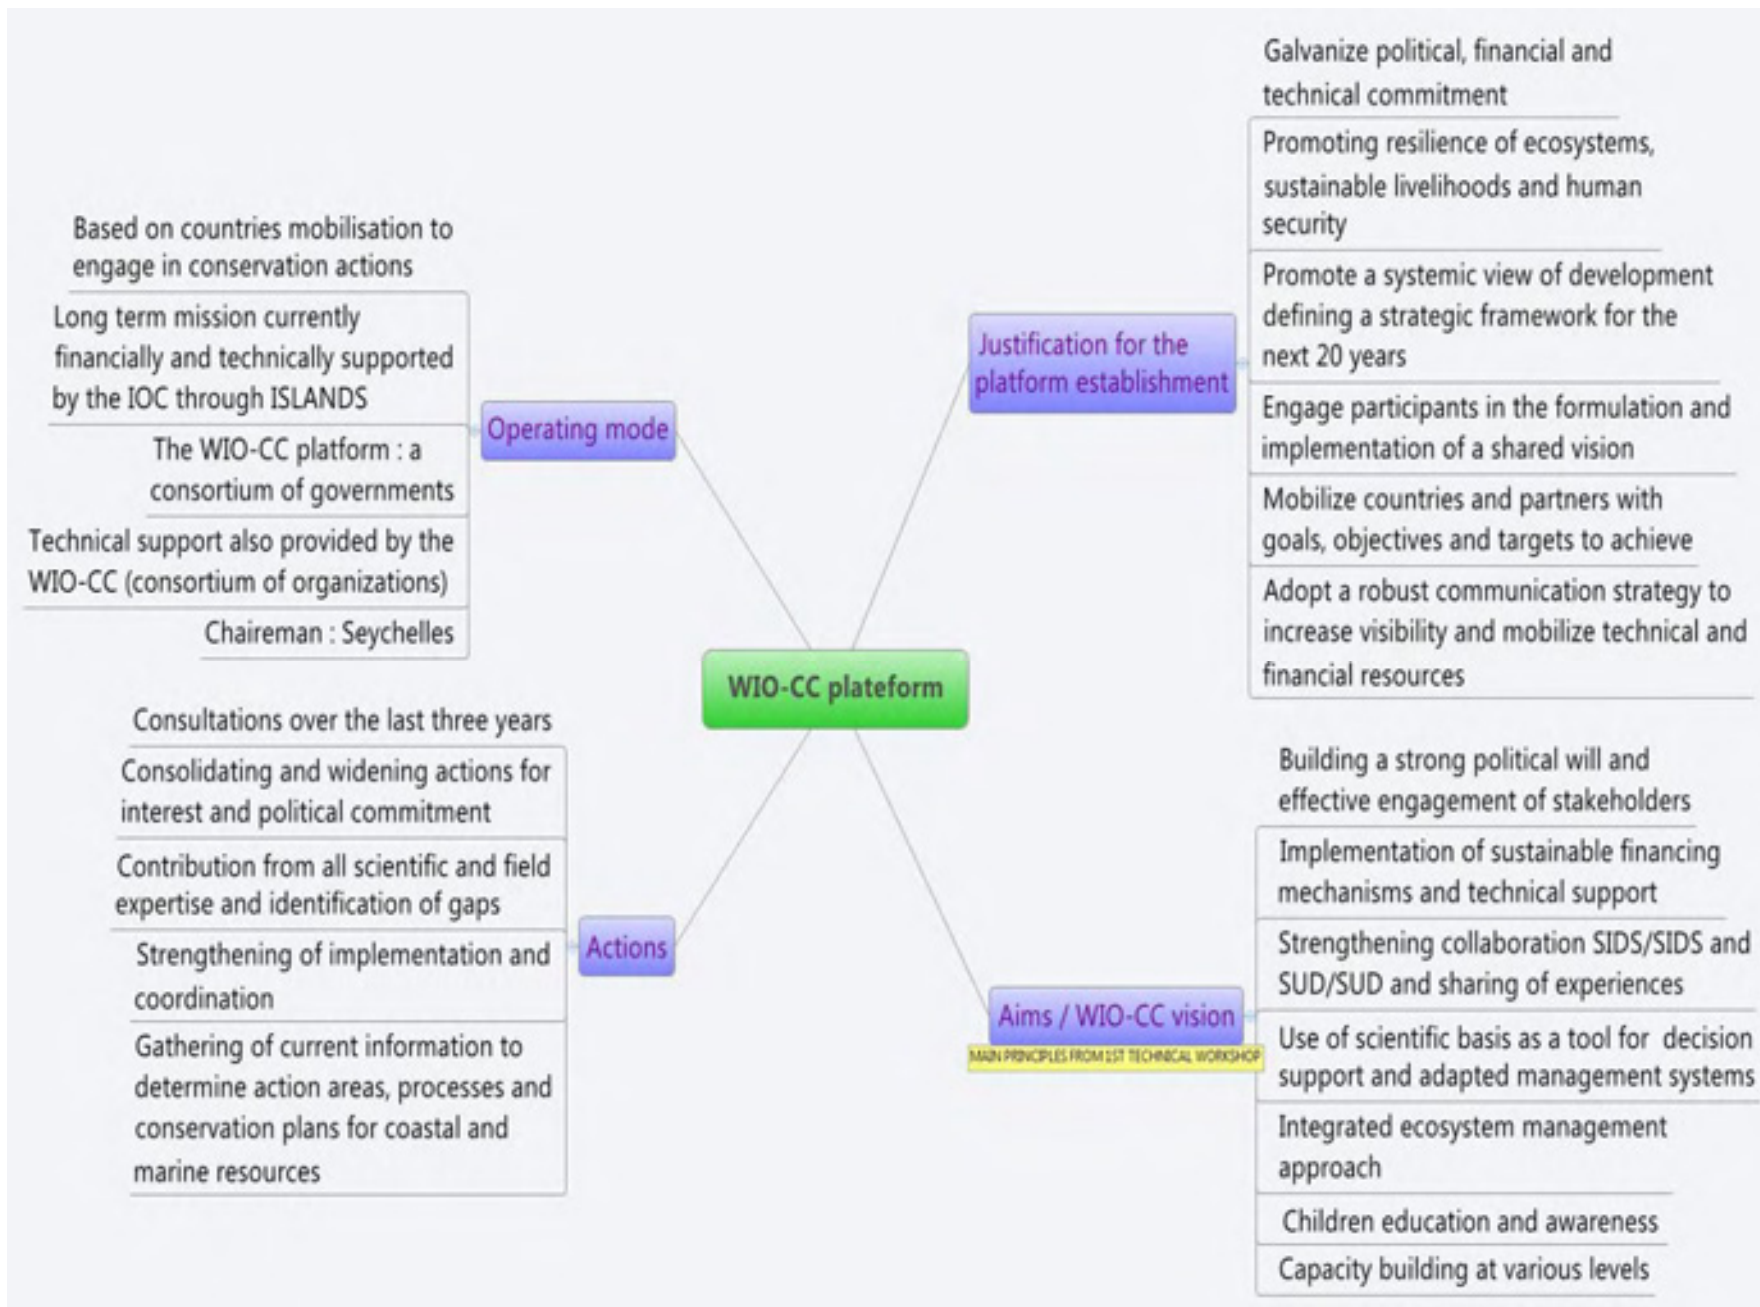 WIO-CC plateform
Operating mode
Based on countries mobilisation to
engage in conservation actions
Long term mission currently
financially and technically supported
by the IOC through ISLANDS
The WIO-CC platform : a
consortium of governments
Technical support also provided by the
WIO-CC (consortium of organizations)
Chaireman : Seychelles
Actions
Consultations over the last three years
Consolidating and widening actions for
interest and political commitment
Contribution from all scientific and field
expertise and identification of gaps
Strengthening of implementation and
coordination
Gathering of current information to
determine action areas, processes and
conservation plans for coastal and
marine resources
Justification for the
platform establishment
Galvanize political, financial and
technical commitment
Promoting resilience of ecosystems,
sustainable livelihoods and human
security
Promote a systemic view of development
defining a strategic framework for the
next 20 years
Engage participants in the formulation and
implementation of a shared vision
Mobilize countries and partners with
goals, objectives and targets to achieve
Adopt a robust communication strategy to
increase visibility and mobilize technical and
financial resources
Aims / WIO-CC vision
MAIN PRINCIPLES FROM 1ST TECHNICAL WORKSHOP
Building a strong political will and
effective engagement of stakeholders
Implementation of sustainable financing
mechanisms and technical support
Strengthening collaboration SIDS/SIDS and
SUD/SUD and sharing of experiences
Use of scientific basis as a tool for decision
support and adapted management systems
Integrated ecosystem management
approach
Children education and awareness
Capacity building at various levels